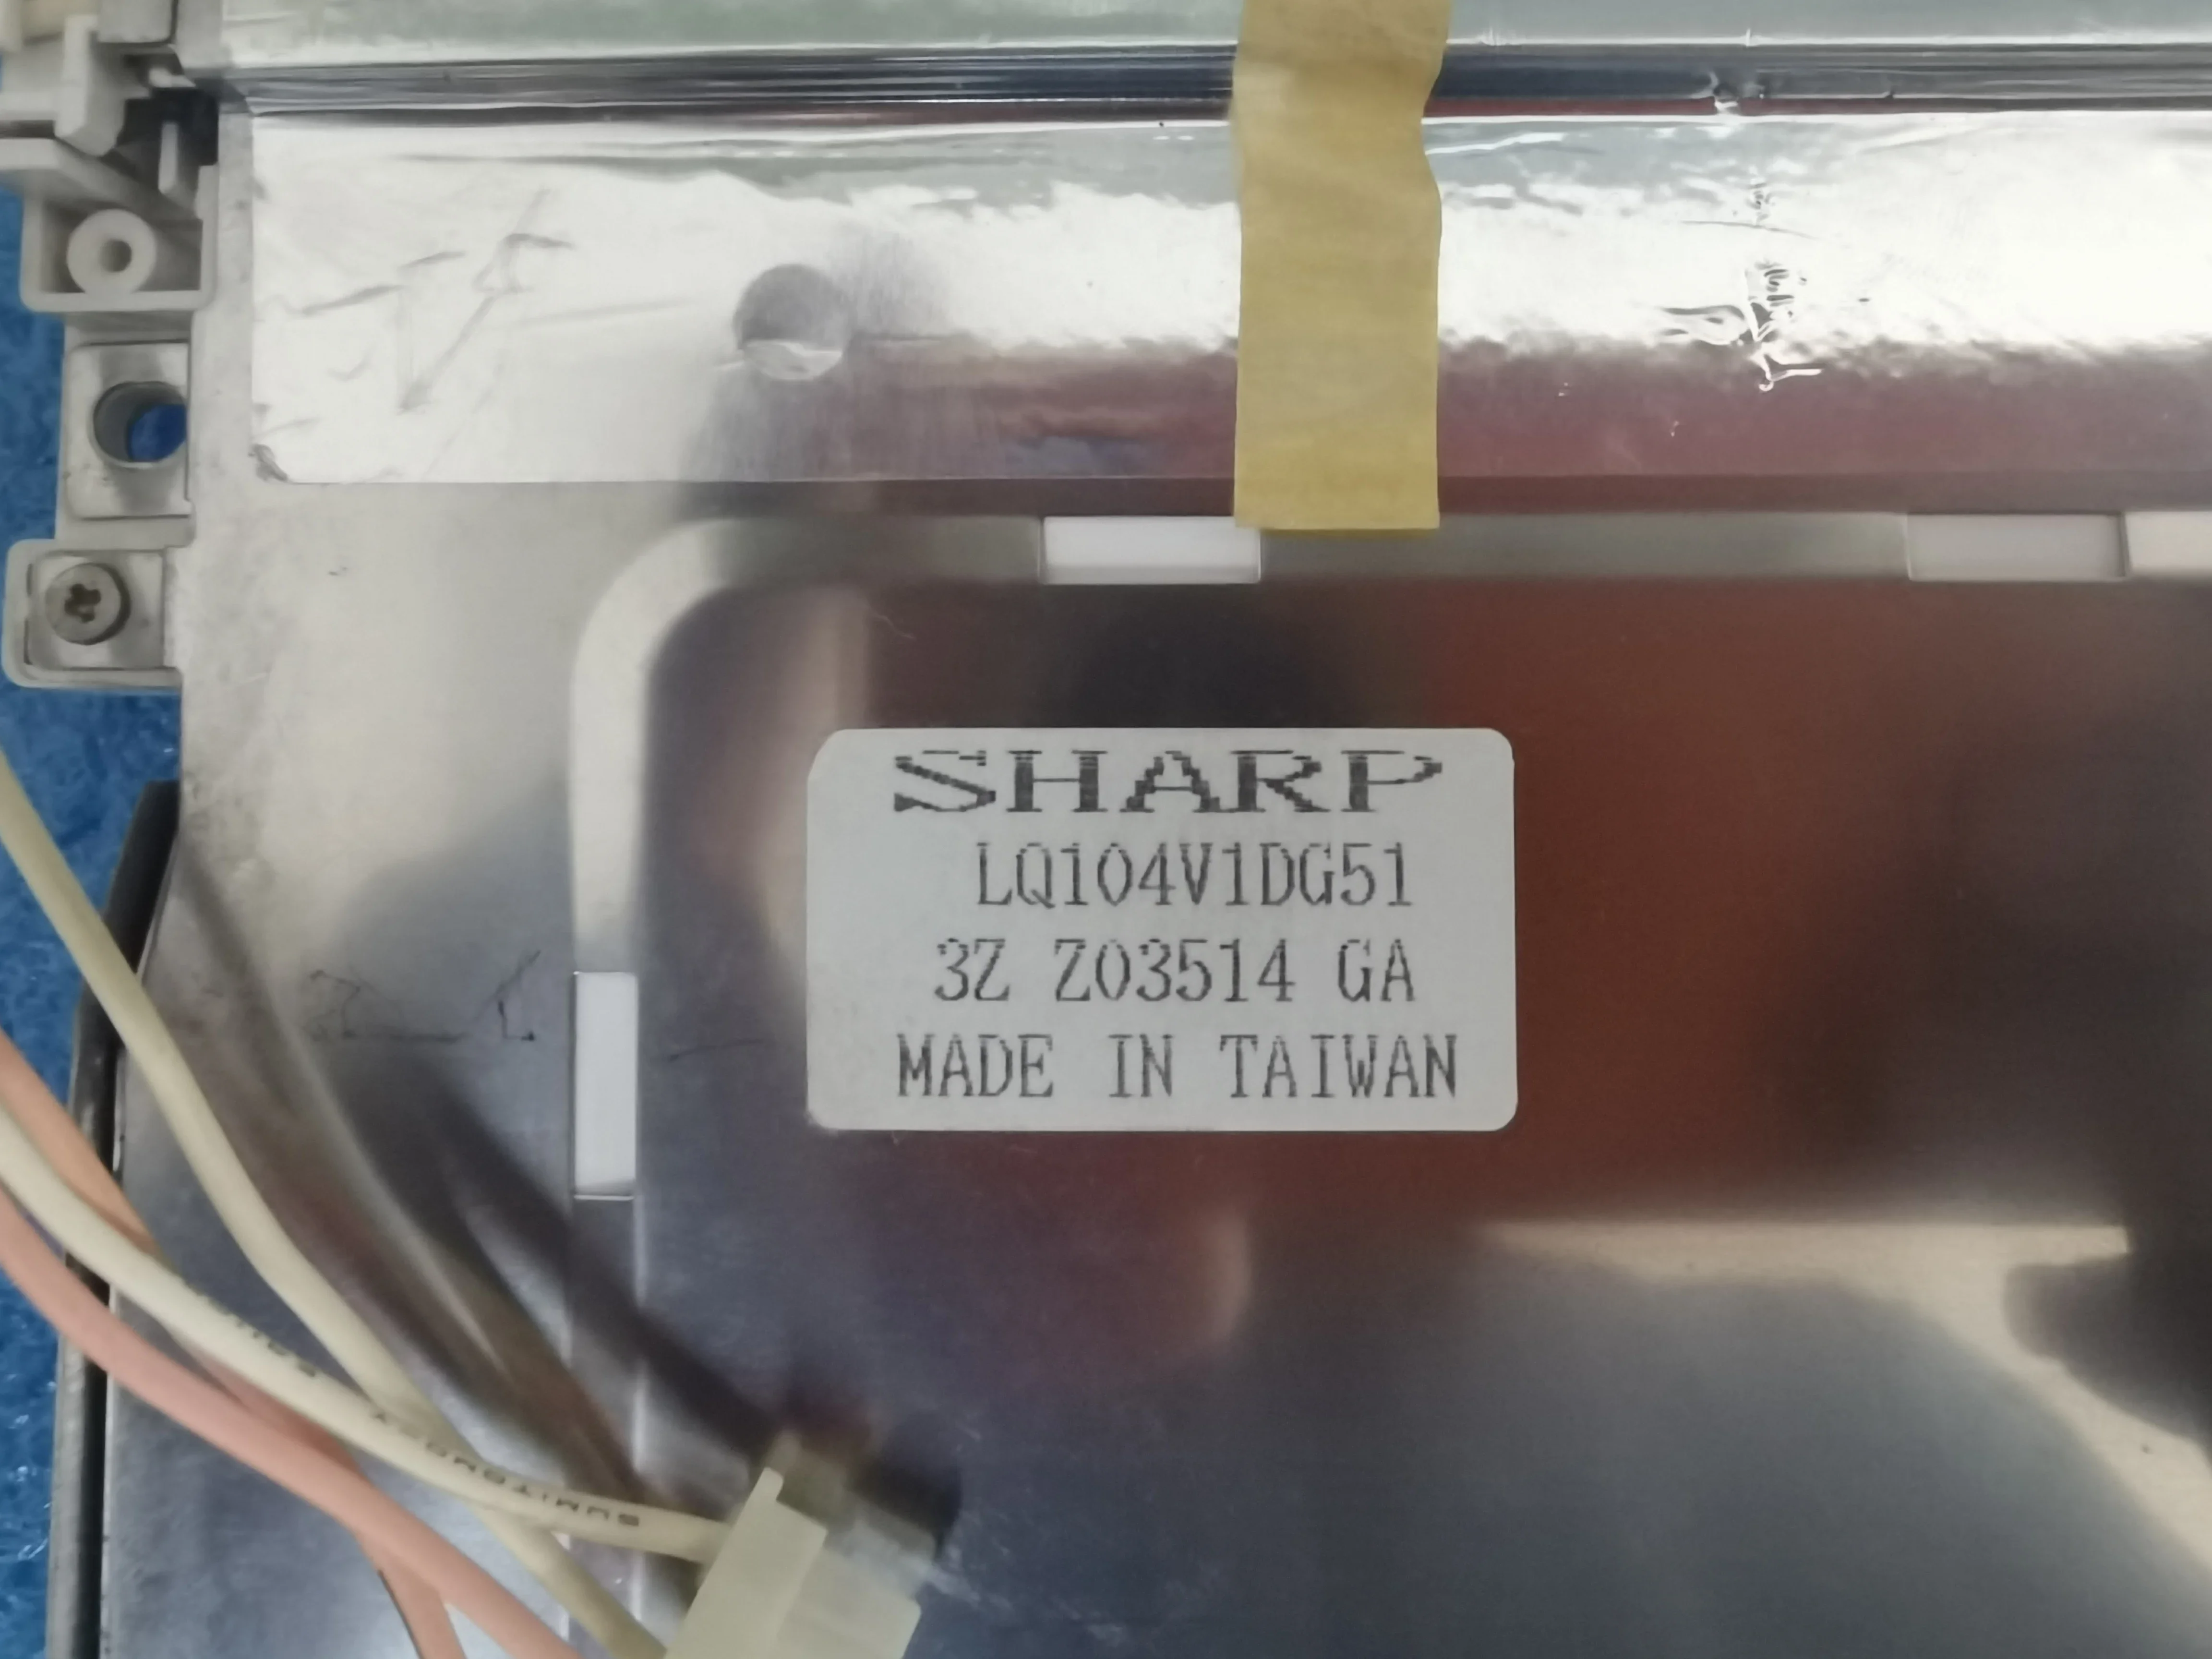 SHARP
LQ104V1DG51
3Z Z03514 GA
MADE IN TAIWAN